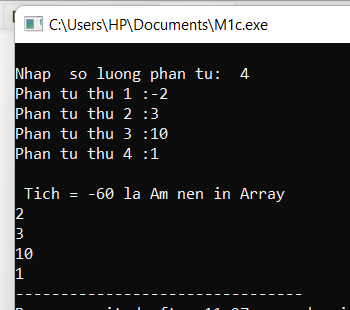 C:\Users\HP\Documents\M1c.exe
Nhap  so luong phan tu:  4
Phan tu thu 1 :-2
Phan tu thu 2 :3
Phan tu thu 3 :10
Phan tu thu 4 :1
 Tich = -60 la Am nen in Array
2
3
10
1
--------------------------------